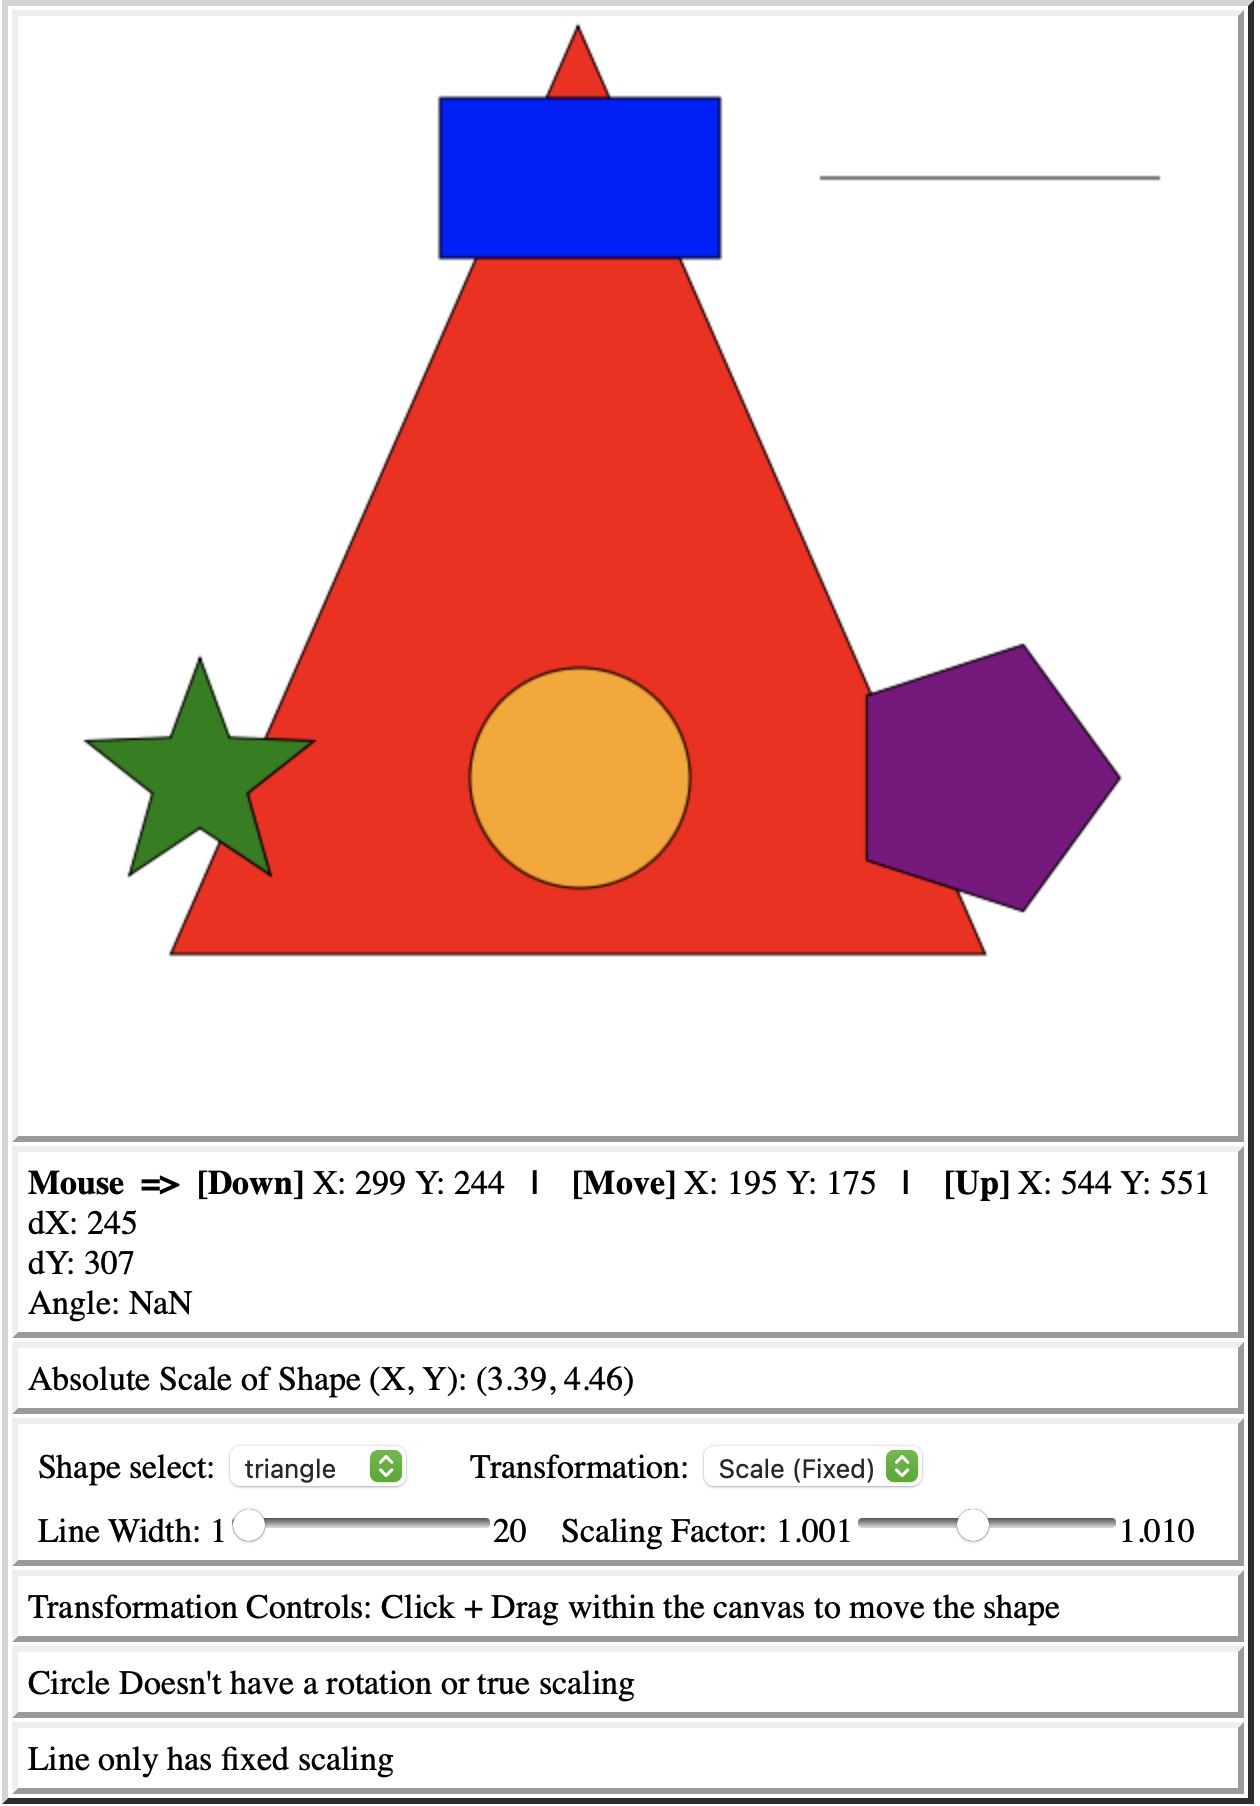 Mouse => [Down] X: 299 Y: 244 | [Move] X: 195 Y: 175 | [Up] X: 544 Y: 551
dX: 245
dY: 307
Angle: NaN
Absolute Scale of Shape (X, Y): (3.39, 4.46)
Shape select: triangle Transformation: Scale (Fixed)
Line Width: 1 20 Scaling Factor: 1.001 1.010
Transformation Controls: Click + Drag within the canvas to move the shape
Circle Doesn't have a rotation or true scaling
Line only has fixed scaling